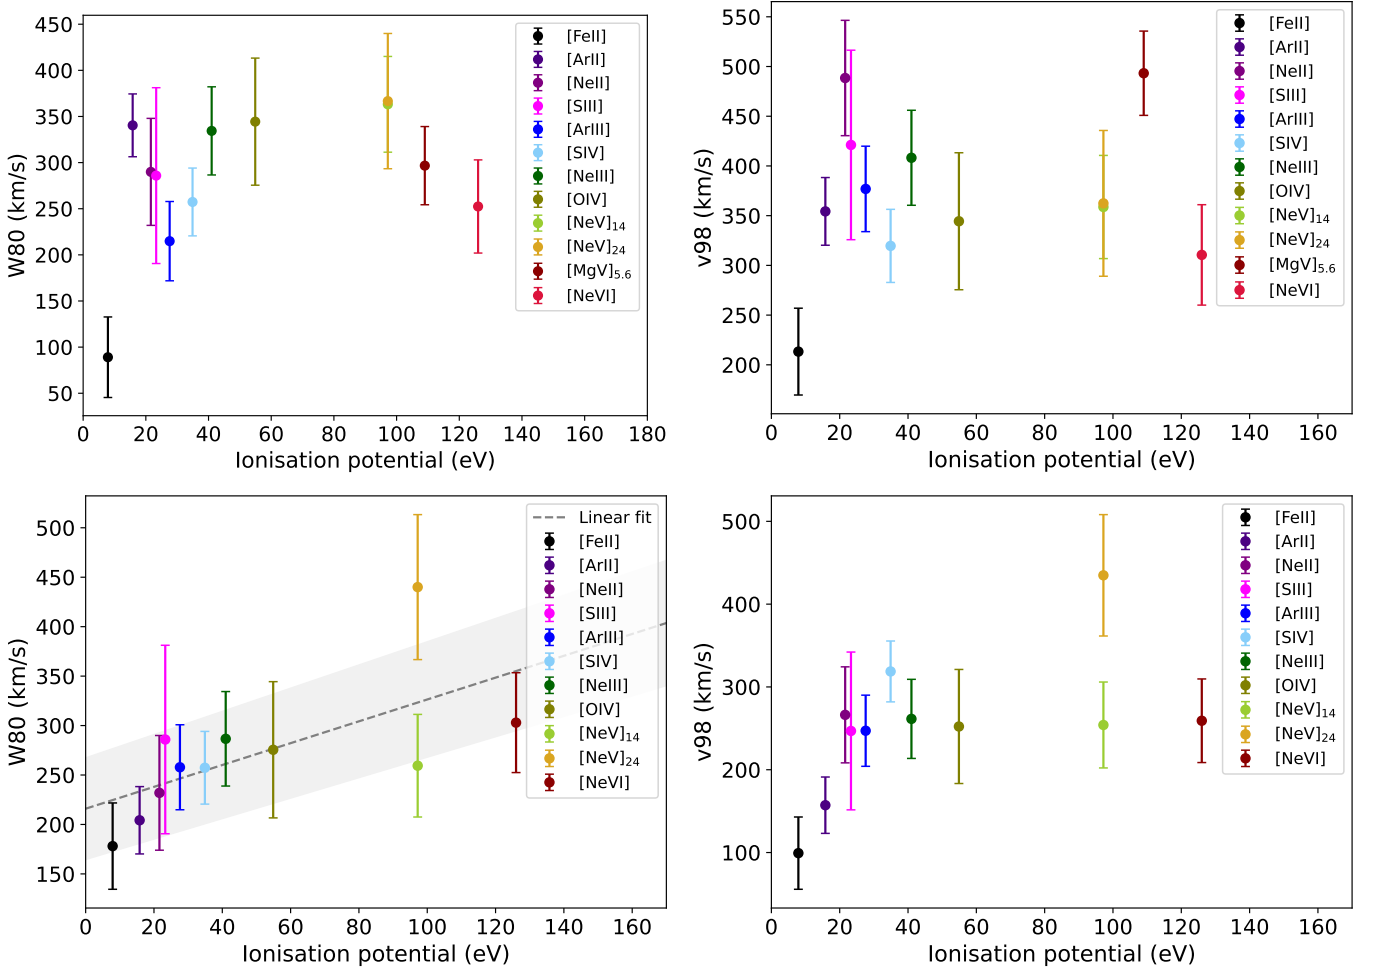 450
400
350
300
250
200
150
100
50
W80 (km/s)
0 20 40 60 80 100 120 140 160 180
Ionisation potential (eV)
[FeII]
[ArII]
[NeII]
[SIII]
[ArIII]
[SIV]
[NeIII]
[OIV]
[NeV]14
[NeV]24
[MgV]5.6
[NeVI]
550
500
450
400
350
300
250
200
v98 (km/s)
0 20 40 60 80 100 120 140 160
Ionisation potential (eV)
[FeII]
[ArII]
[NeII]
[SIII]
[ArIII]
[SIV]
[NeIII]
[OIV]
[NeV]14
[NeV]24
[MgV]5.6
[NeVI]
500
450
400
350
300
250
200
150
W80 (km/s)
0 20 40 60 80 100 120 140 160
Ionisation potential (eV)
Linear fit
[FeII]
[ArII]
[NeII]
[SIII]
[ArIII]
[SIV]
[NeIII]
[OIV]
[NeV]14
[NeV]24
[NeVI]
500
400
300
200
100
v98 (km/s)
0 20 40 60 80 100 120 140 160
Ionisation potential (eV)
[FeII]
[ArII]
[NeII]
[SIII]
[ArIII]
[SIV]
[NeIII]
[OIV]
[NeV]14
[NeV]24
[NeVI]